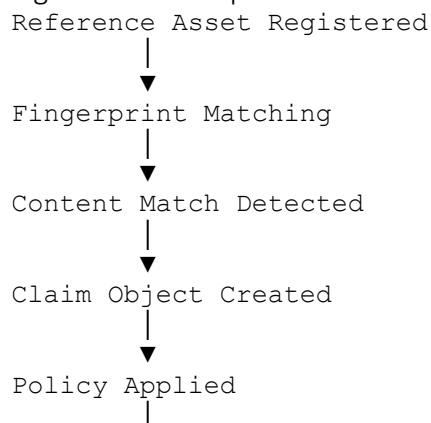 Reference Asset Registered
│
▼
Fingerprint Matching
│
▼
Content Match Detected
│
▼
Claim Object Created
│
▼
Policy Applied
│